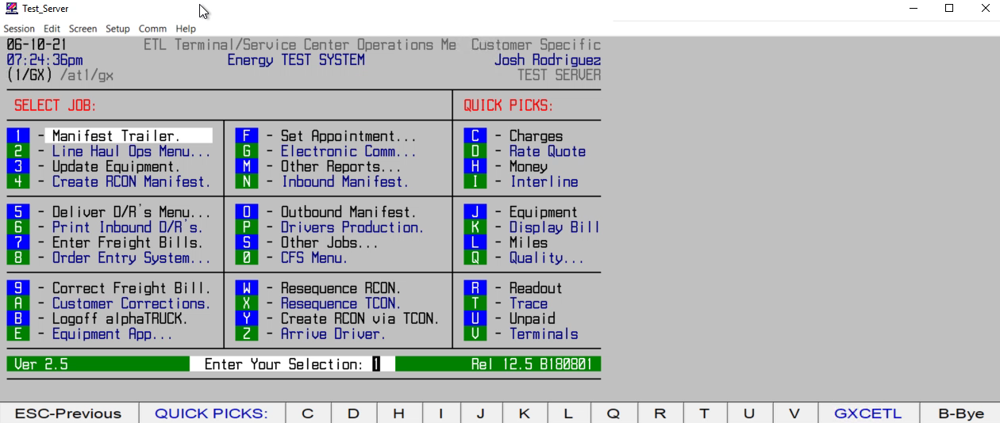 Test_Server
Session Edit Screen Setup Comm Help
06-10-21 ETL Terminal/Service Center Operations Me Customer Specific
07:24:36pm Energy TEST SYSTEM Josh Rodriguez
(1/GX) /atl/gx TEST SERVER
SELECT JOB: QUICK PICKS:
1 - Manifest Trailer. F - Set Appointment... C - Charges
2 - Line Haul Ops Menu... G - Electronic Comm... D - Rate Quote
3 - Update Equipment. M - Other Reports... H - Money
4 - Create RCON Manifest. N - Inbound Manifest. I - Interline
5 - Deliver D/R's Menu... O - Outbound Manifest. J - Equipment
6 - Print Inbound D/R's. P - Drivers Production. K - Display Bill
7 - Enter Freight Bills. S - Other Jobs... L - Miles
8 - Order Entry System... 0 - CFS Menu. Q - Quality...
9 - Correct Freight Bill. W - Resequence RCON. R - Readout
A - Customer Corrections. X - Resequence TCON. T - Trace
B - Logoff alphaTRUCK. Y - Create RCON via TCON. U - Unpaid
E - Equipment App... Z - Arrive Driver. V - Terminals
Ver 2.5 Enter Your Selection: 1 Rel 12.5 B180801
ESC-Previous QUICK PICKS: C D H I J K L Q R T U V GXCETL B-Bye